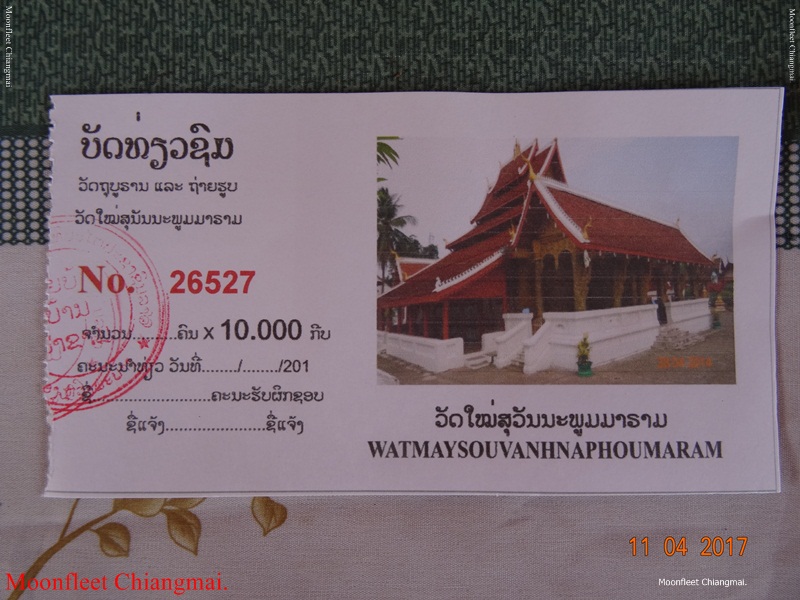 Moonfleet Chiangmai.
Moonfleet Chiangmai.
ບັດທ່ຽວຊົມ
ວັດຖຸບູຮານ ແລະ ຖ່າຍຮູບ
ວັດໃໝ່ສຸນັນນະພູມມາຣາມ
No. 26527
ຈຳນວນ..........ຄົນ x 10.000 ກີບ
ຄະນະນຳທ່ຽວ ວັນທີ......../......../201
ຊື່..........................ຄະນະຮັບຜິກຊອບ
ຊື່ແຈ້ງ......................ຊື່ແຈ້ງ
ວັດໃໝ່ສຸວັນນະພູມມາຣາມ
WATMAYSOUVANHNAPHOUMARAM
11 04 2017
Moonfleet Chiangmai.
Moonfleet Chiangmai.